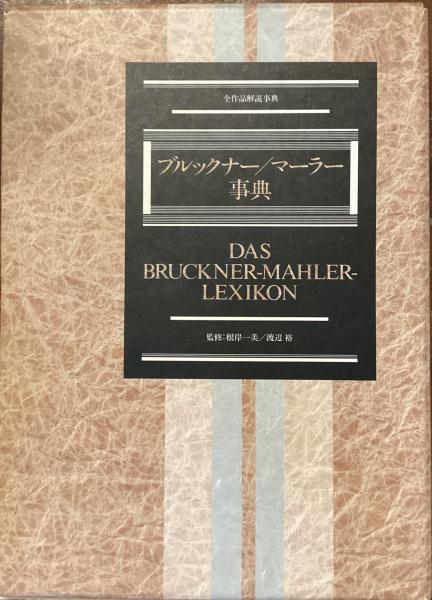 全作品解説事典
ブルックナー/マーラー
事典
DAS
BRUCKNER-MAHLER-
LEXIKON
監修:根岸一美/渡辺 裕